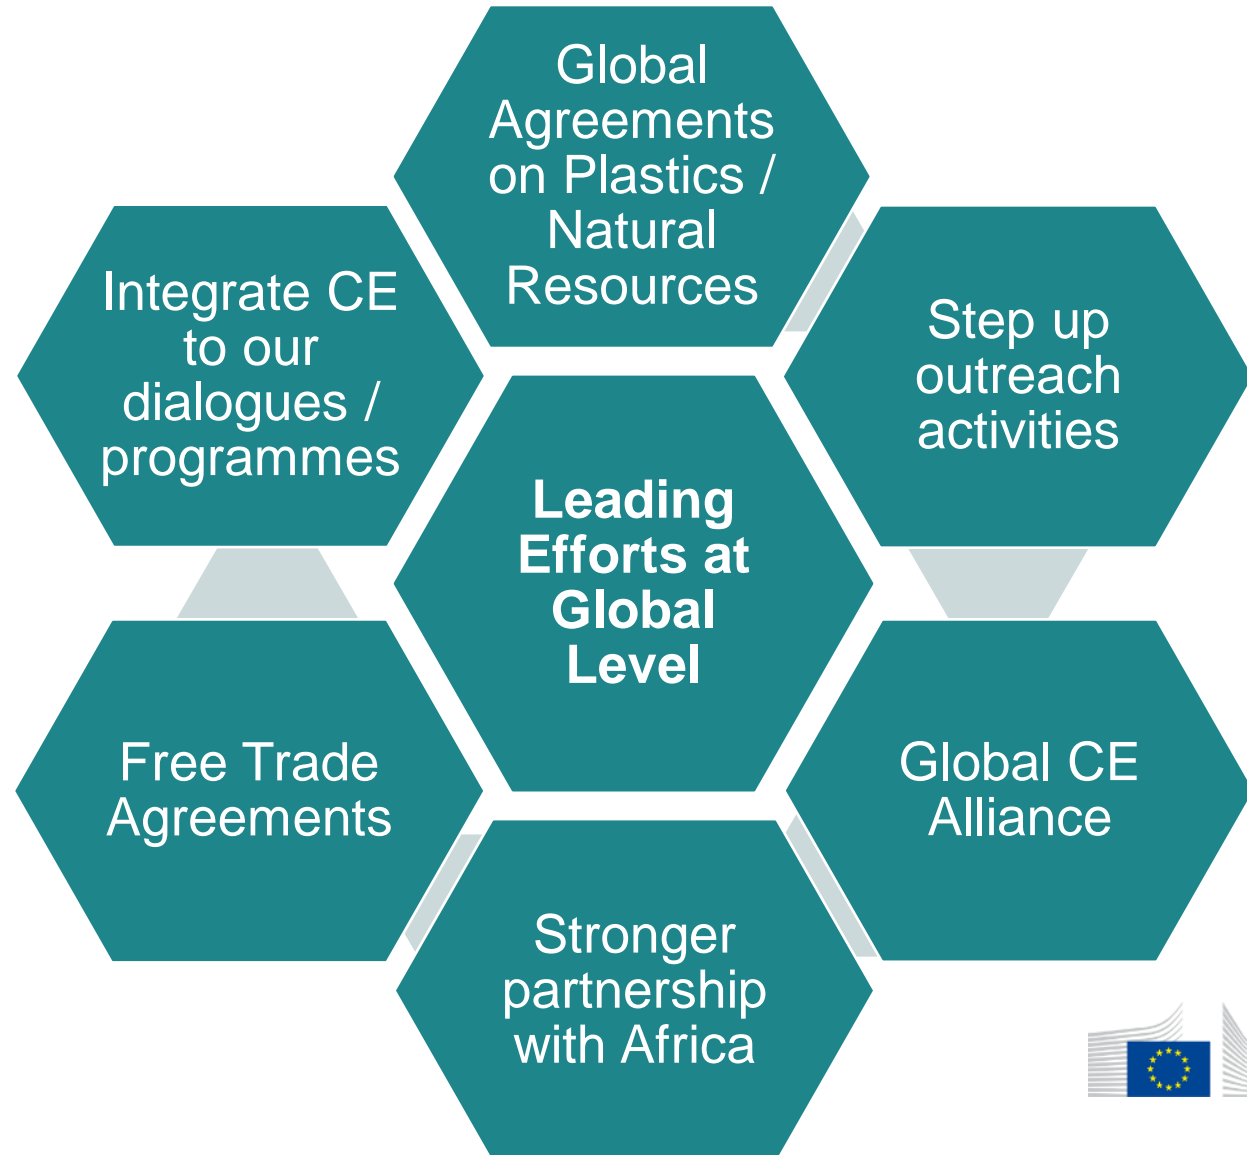 Global
Agreements
on Plastics /
Natural
Resources
Integrate CE
to our
dialogues /
programmes
Step up
outreach
activities
Leading
Efforts at
Global
Level
Free Trade
Agreements
Global CE
Alliance
Stronger
partnership
with Africa